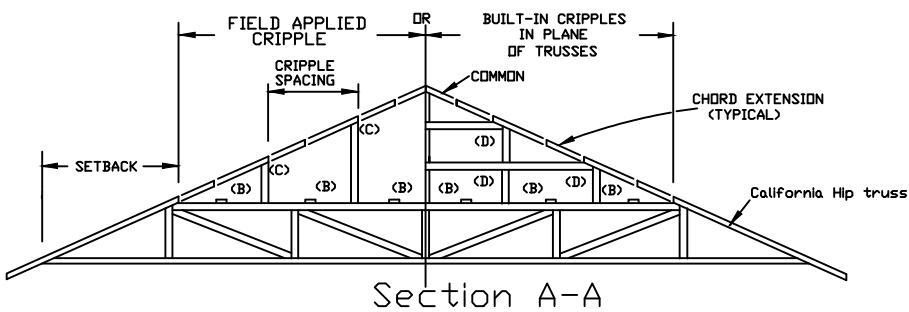 FIELD APPLIED
CRIPPLE
OR
BUILT-IN CRIPPLES
IN PLANE
OF TRUSSES
CRIPPLE
SPACING
COMMON
CHORD EXTENSION
(TYPICAL)
(C)
(D)
SETBACK
(C)
(B)
(B)
(B)
(B)
(D)
(B)
(D)
(B)
California Hip truss
Section A-A